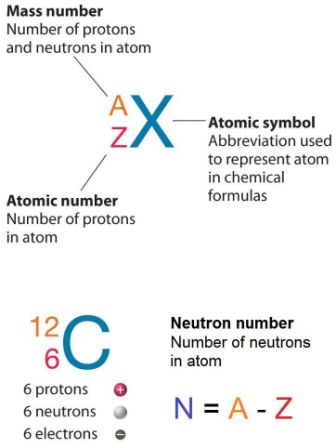 Mass number
Number of protons
and neutrons in atom
A
Z
X
Atomic symbol
Abbreviation used
to represent atom
in chemical
formulas
Atomic number
Number of protons
in atom
12
6
C
6 protons +
6 neutrons
6 electrons −
Neutron number
Number of neutrons
in atom
N = A - Z